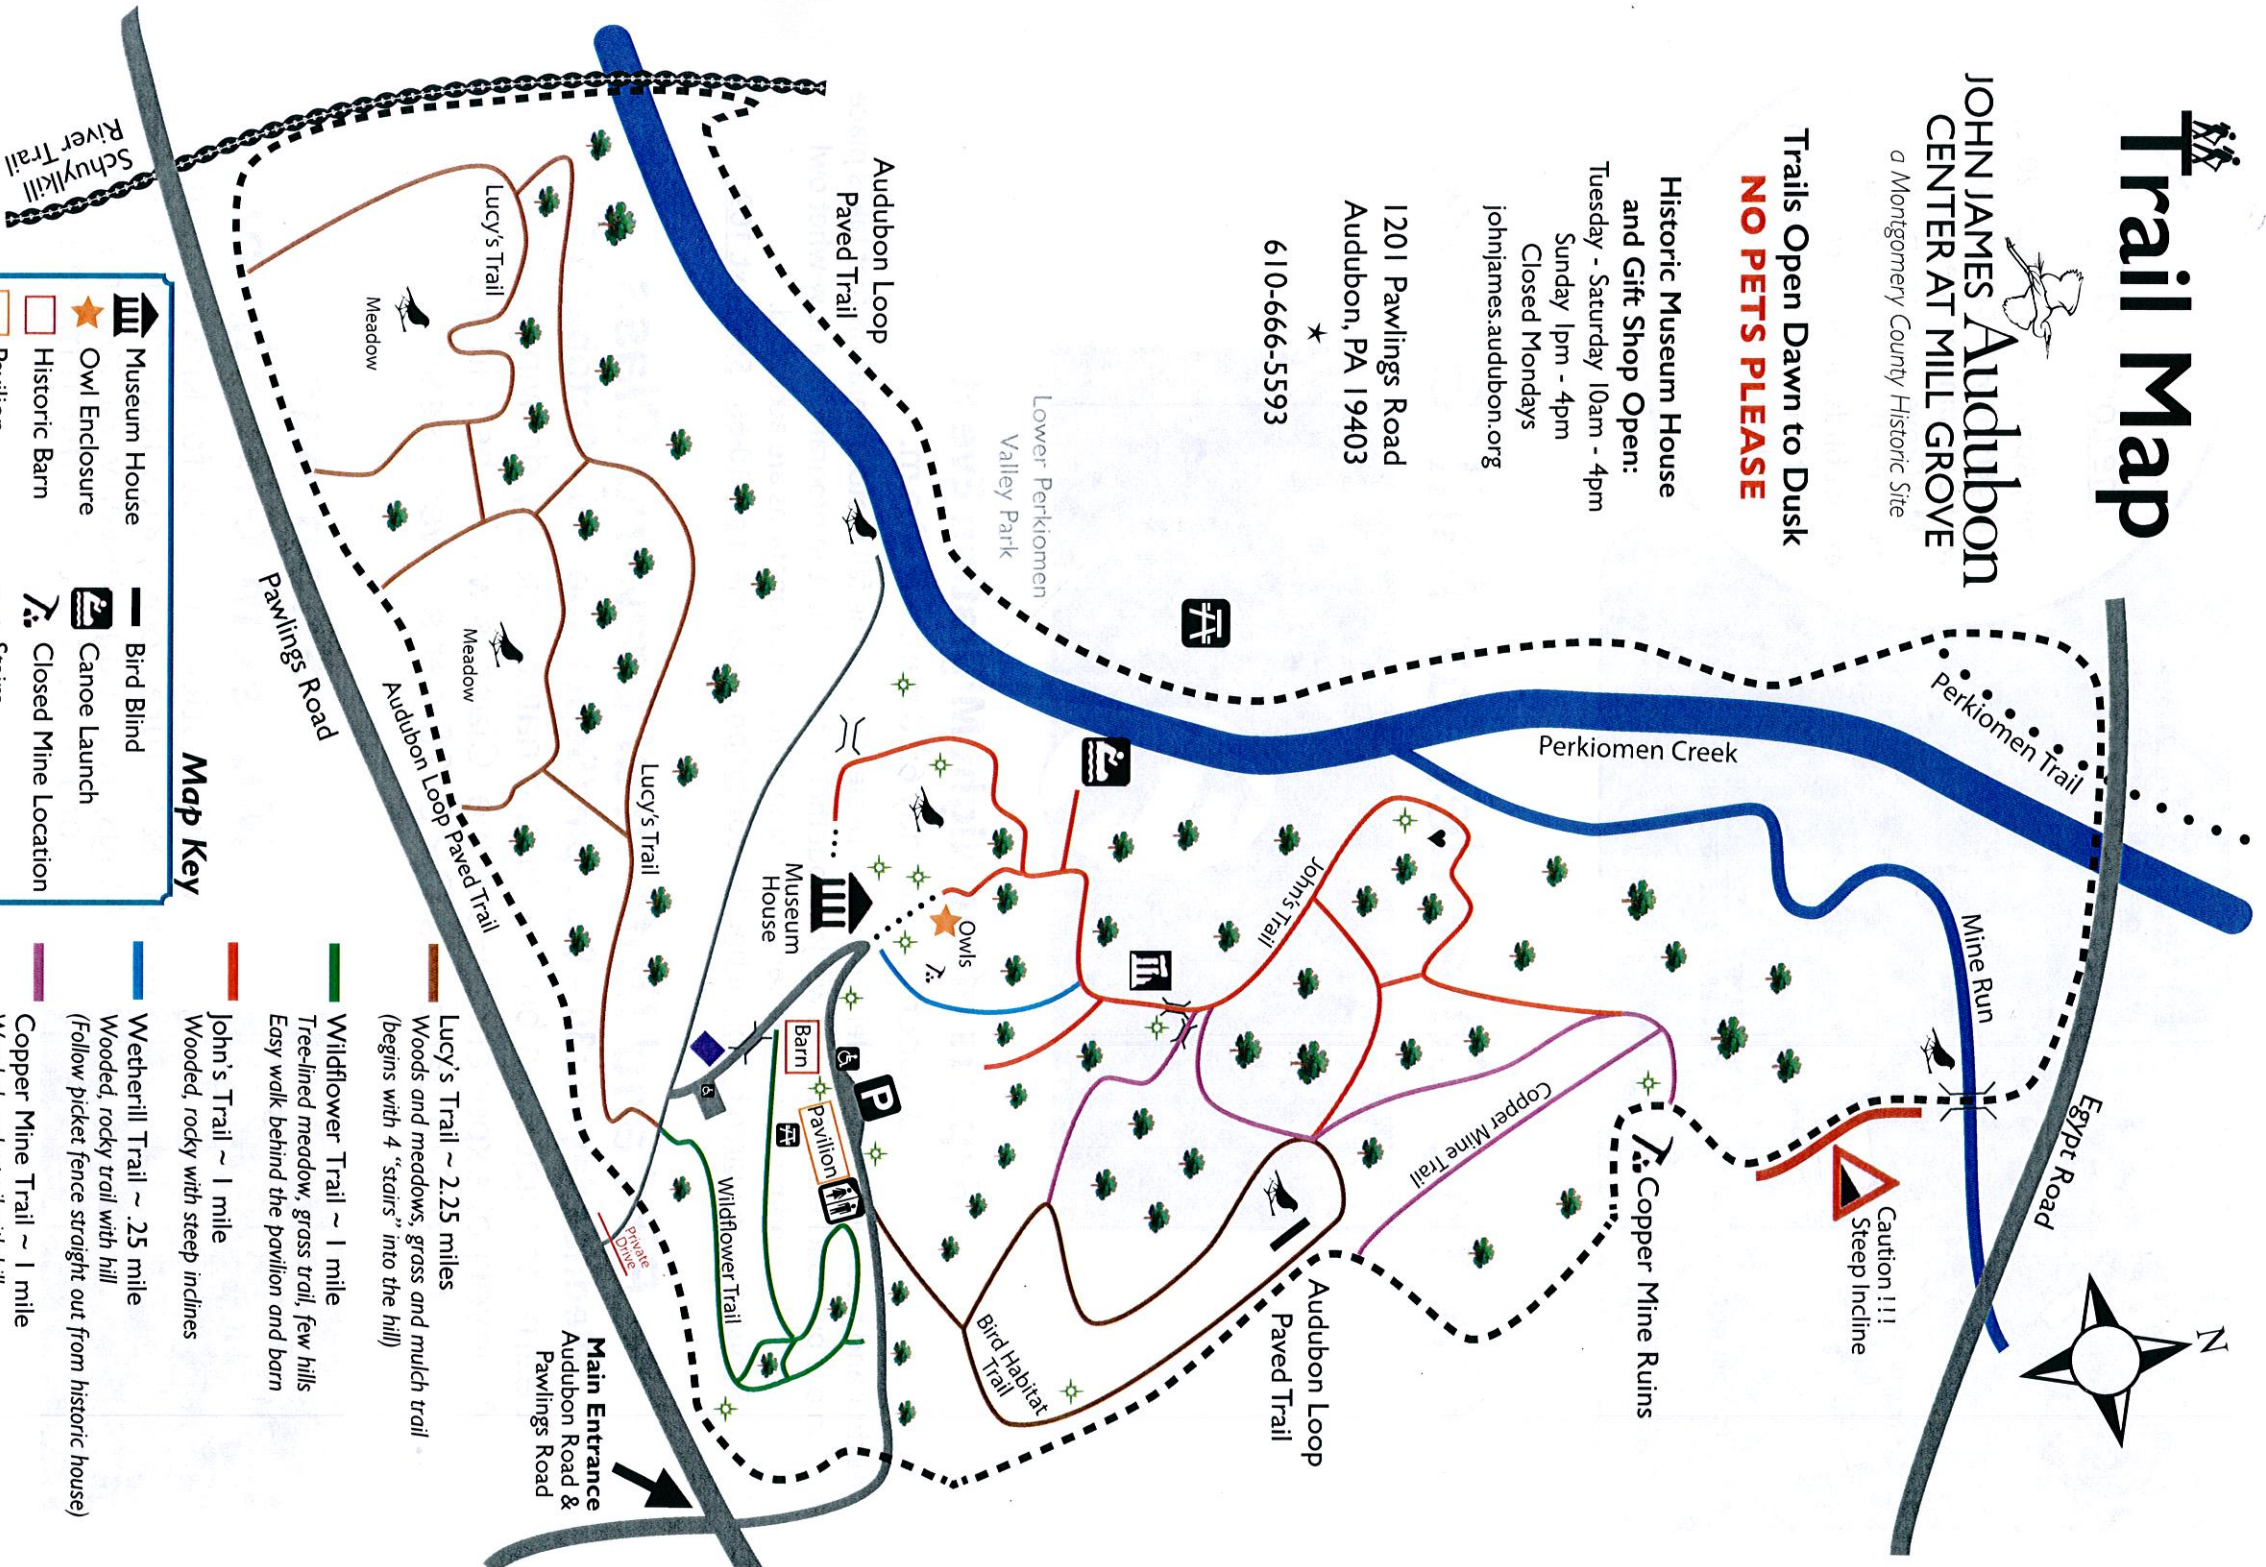 Trail Map
JOHN JAMES Audubon
CENTER AT MILL GROVE
a Montgomery County Historic Site
Trails Open Dawn to Dusk
NO PETS PLEASE
Historic Museum House
and Gift Shop Open:
Tuesday - Saturday 10am - 4pm
Sunday 1pm - 4pm
Closed Mondays
johnjames.audubon.org
1201 Pawlings Road
Audubon, PA 19403
610-666-5593
N
Egypt Road
Perkiomen Trail
Perkiomen Creek
Mine Run
Caution !!!
Steep Incline
Copper Mine Ruins
Copper Mine Trail
John's Trail
Audubon Loop
Paved Trail
Bird Habitat
Trail
Lower Perkiomen
Valley Park
Audubon Loop
Paved Trail
Owls
Museum
House
Barn
P
Pavilion
Wildflower Trail
Private
Drive
Lucy's Trail
Lucy's Trail
Meadow
Meadow
Audubon Loop Paved Trail
Pawlings Road
Schuylkill
River Trail
Main Entrance
Audubon Road &
Pawlings Road
Map Key
Museum House
Owl Enclosure
Historic Barn
Pavilion
Bird Blind
Canoe Launch
Closed Mine Location
Lucy's Trail ~ 2.25 miles
Woods and meadows, grass and mulch trail
(begins with 4 "stairs" into the hill)
Wildflower Trail ~ 1 mile
Tree-lined meadow, grass trail, few hills
Easy walk behind the pavilion and barn
John's Trail ~ 1 mile
Wooded, rocky with steep inclines
Wetherill Trail ~ .25 mile
Wooded, rocky trail with hill
(Follow picket fence straight out from historic house)
Copper Mine Trail ~ 1 mile